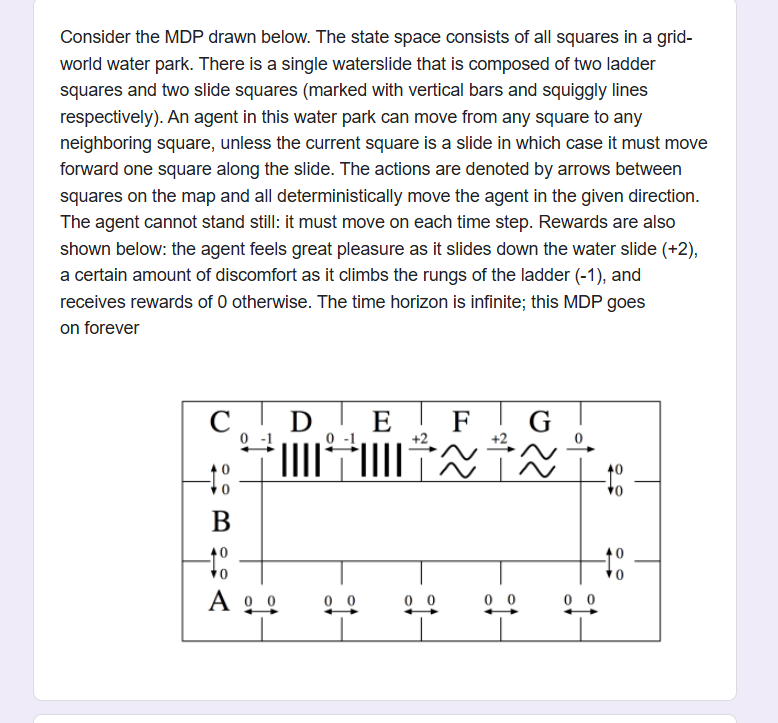 Consider the MDP drawn below. The state space consists of all squares in a grid-
world water park. There is a single waterslide that is composed of two ladder
squares and two slide squares (marked with vertical bars and squiggly lines
respectively). An agent in this water park can move from any square to any
neighboring square, unless the current square is a slide in which case it must move
forward one square along the slide. The actions are denoted by arrows between
squares on the map and all deterministically move the agent in the given direction.
The agent cannot stand still: it must move on each time step. Rewards are also
shown below: the agent feels great pleasure as it slides down the water slide (+2),
a certain amount of discomfort as it climbs the rungs of the ladder (-1), and
receives rewards of 0 otherwise. The time horizon is infinite; this MDP goes
on forever
C D E F G
0 -1 0 -1 +2 +2 0
0 0
0 0
B
0 0
0 0
A 0 0 0 0 0 0 0 0 0 0